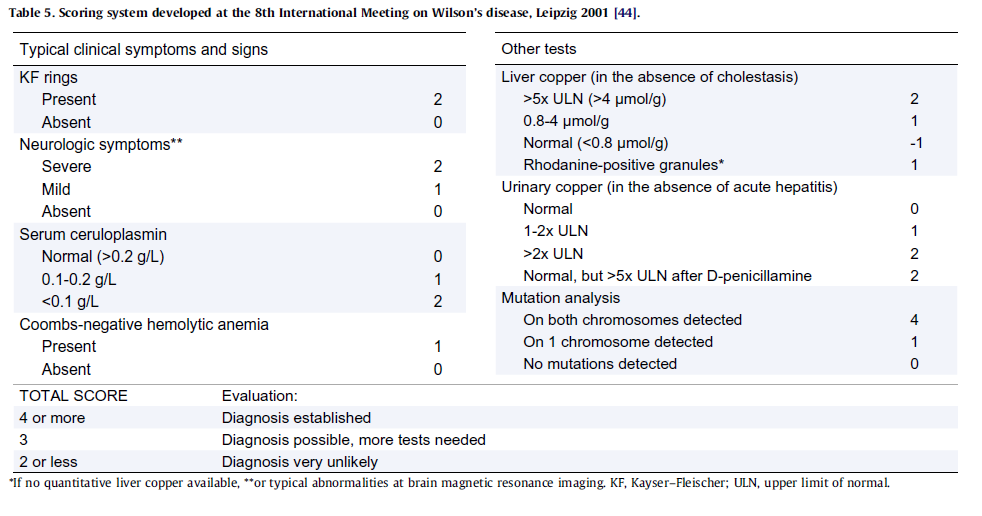 Table 5. Scoring system developed at the 8th International Meeting on Wilson's disease, Leipzig 2001 [44].
Typical clinical symptoms and signs
KF rings
Present 2
Absent 0
Neurologic symptoms**
Severe 2
Mild 1
Absent 0
Serum ceruloplasmin
Normal (>0.2 g/L) 0
0.1-0.2 g/L 1
<0.1 g/L 2
Coombs-negative hemolytic anemia
Present 1
Absent 0
Other tests
Liver copper (in the absence of cholestasis)
>5x ULN (>4 μmol/g) 2
0.8-4 μmol/g 1
Normal (<0.8 μmol/g) -1
Rhodanine-positive granules* 1
Urinary copper (in the absence of acute hepatitis)
Normal 0
1-2x ULN 1
>2x ULN 2
Normal, but >5x ULN after D-penicillamine 2
Mutation analysis
On both chromosomes detected 4
On 1 chromosome detected 1
No mutations detected 0
TOTAL SCORE Evaluation:
4 or more Diagnosis established
3 Diagnosis possible, more tests needed
2 or less Diagnosis very unlikely
*If no quantitative liver copper available, **or typical abnormalities at brain magnetic resonance imaging. KF, Kayser–Fleischer; ULN, upper limit of normal.